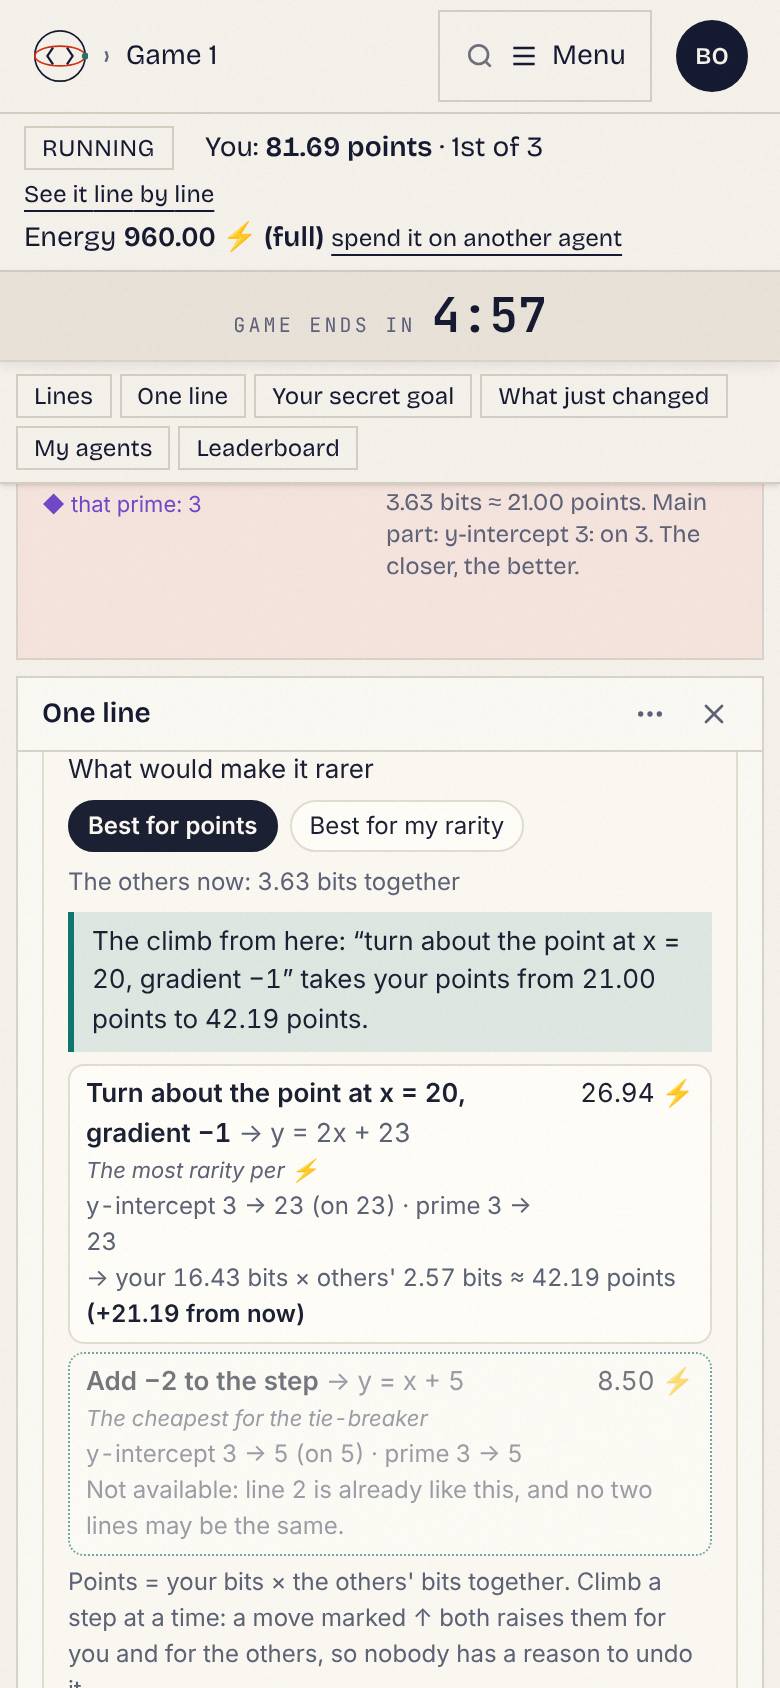 Game 1
Menu
BO
RUNNING
You: 81.69 points · 1st of 3
See it line by line
Energy 960.00 ⚡ (full) spend it on another agent
GAME ENDS IN 4:57
Lines
One line
Your secret goal
What just changed
My agents
Leaderboard
◆ that prime: 3
3.63 bits ≈ 21.00 points. Main
part: y-intercept 3: on 3. The
closer, the better.
One line
What would make it rarer
Best for points
Best for my rarity
The others now: 3.63 bits together
The climb from here: “turn about the point at x =
20, gradient −1” takes your points from 21.00
points to 42.19 points.
Turn about the point at x = 20,
gradient −1 → y = 2x + 23
26.94 ⚡
The most rarity per ⚡
y-intercept 3 → 23 (on 23) · prime 3 →
23
→ your 16.43 bits × others' 2.57 bits ≈ 42.19 points
(+21.19 from now)
Add −2 to the step → y = x + 5
8.50 ⚡
The cheapest for the tie-breaker
y-intercept 3 → 5 (on 5) · prime 3 → 5
Not available: line 2 is already like this, and no two
lines may be the same.
Points = your bits × the others' bits together. Climb a
step at a time: a move marked ↑ both raises them for
you and for the others, so nobody has a reason to undo
it.